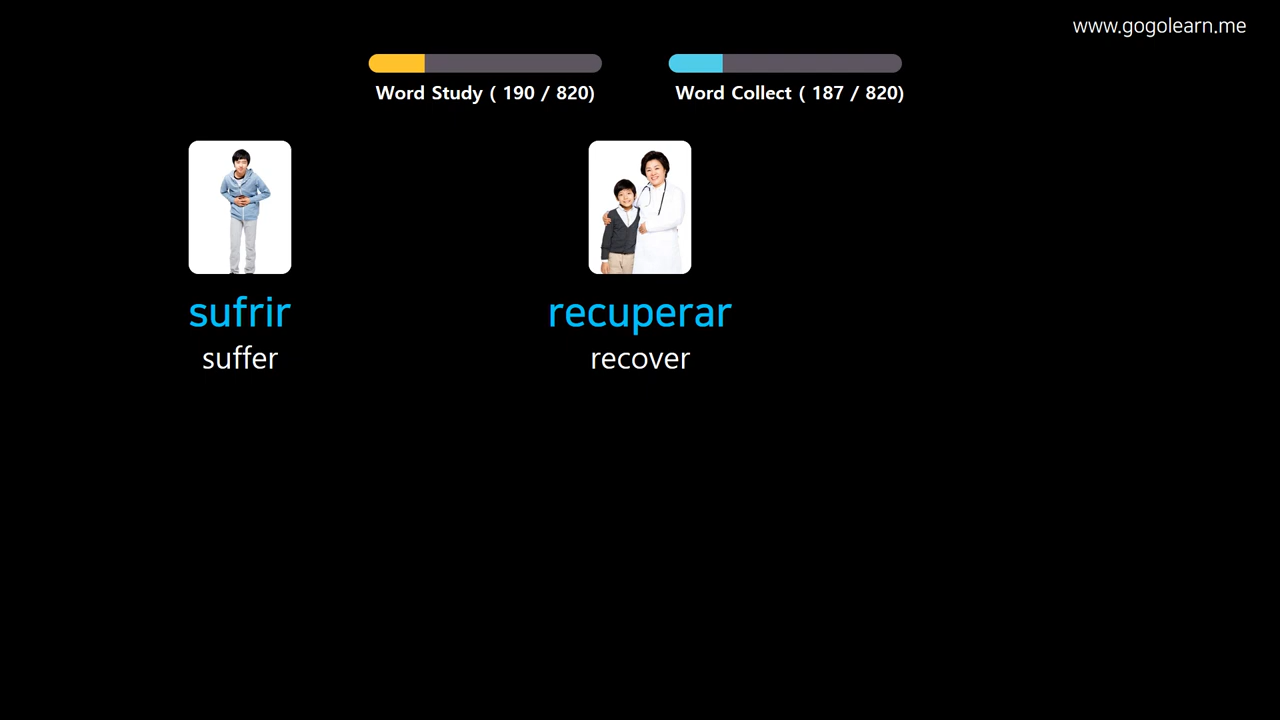 www.gogolearn.me
Word Study ( 190 / 820)
Word Collect ( 187 / 820)
sufrir
suffer
recuperar
recover